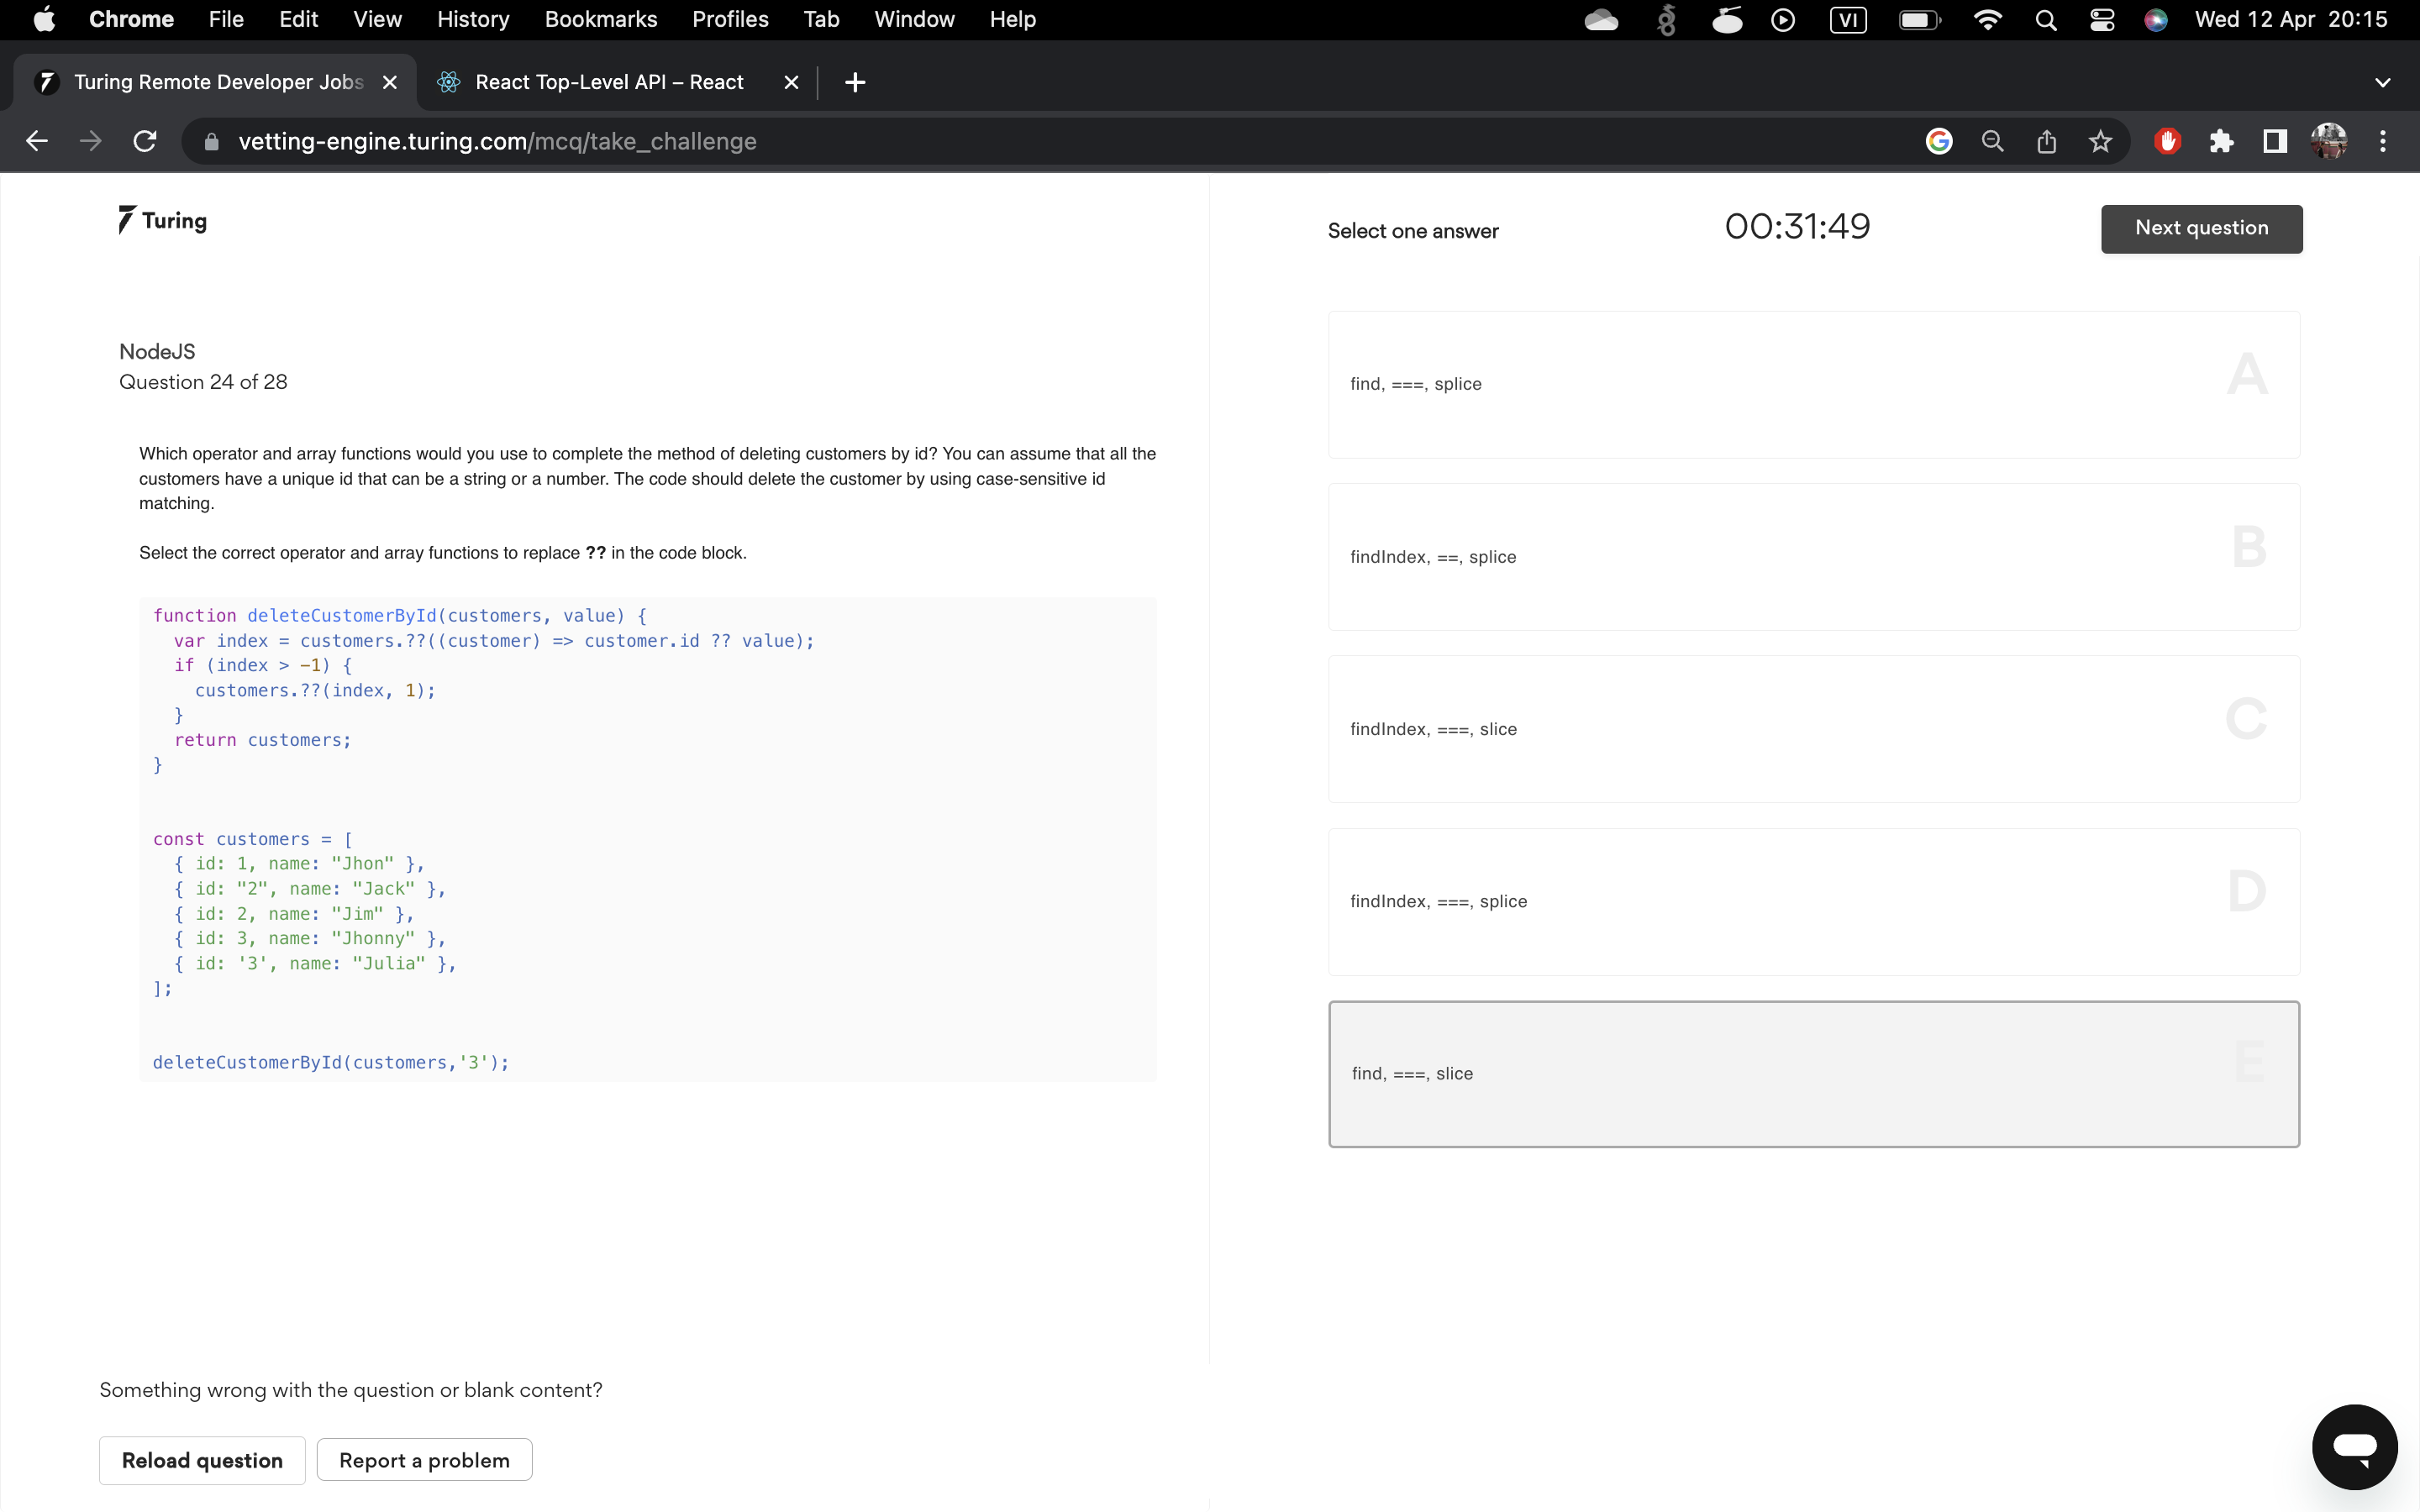 Chrome File Edit View History Bookmarks Profiles Tab Window Help VI Wed 12 Apr 20:15
Turing Remote Developer Jobs React Top-Level API – React
vetting-engine.turing.com/mcq/take_challenge
Turing
Select one answer
00:31:49
Next question
NodeJS
Question 24 of 28
Which operator and array functions would you use to complete the method of deleting customers by id? You can assume that all the
customers have a unique id that can be a string or a number. The code should delete the customer by using case-sensitive id
matching.
Select the correct operator and array functions to replace ?? in the code block.
function deleteCustomerById(customers, value) {
  var index = customers.??((customer) => customer.id ?? value);
  if (index > -1) {
    customers.??(index, 1);
  }
  return customers;
}
const customers = [
  { id: 1, name: "Jhon" },
  { id: "2", name: "Jack" },
  { id: 2, name: "Jim" },
  { id: 3, name: "Jhonny" },
  { id: '3', name: "Julia" },
];
deleteCustomerById(customers,'3');
find, ===, splice
A
findIndex, ==, splice
B
findIndex, ===, slice
C
findIndex, ===, splice
D
find, ===, slice
E
Something wrong with the question or blank content?
Reload question
Report a problem